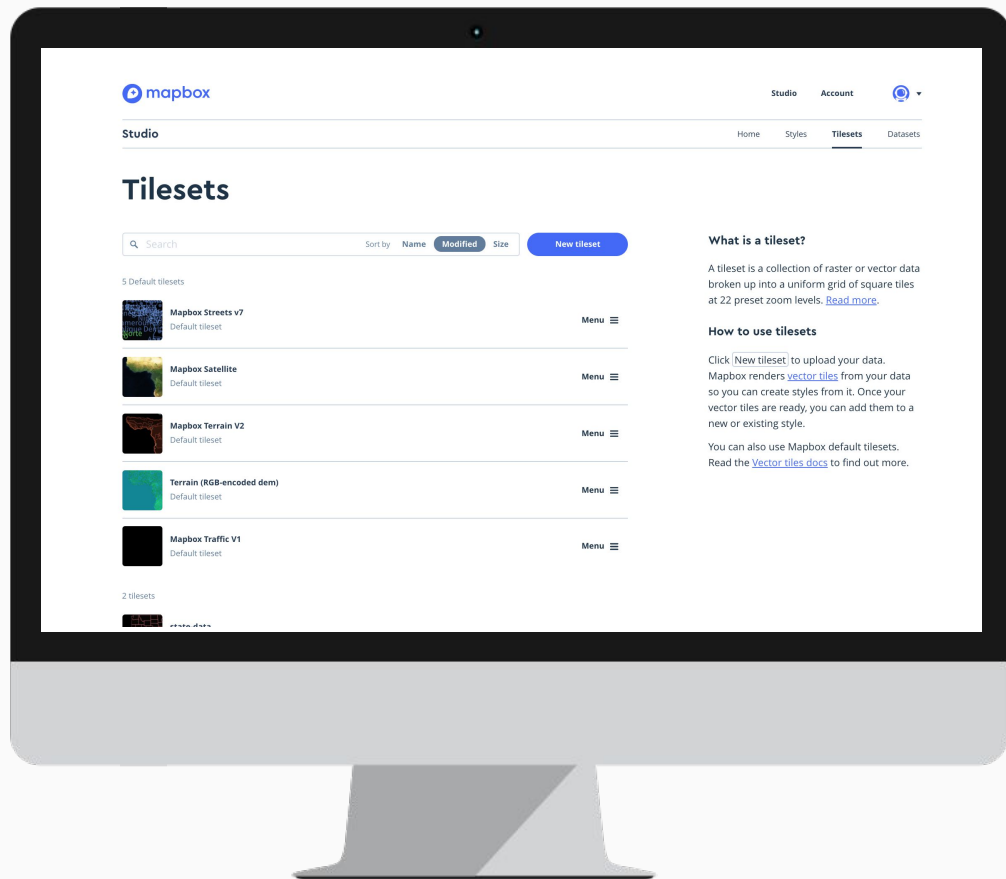 mapbox
Studio Account
Studio
Home Styles Tilesets Datasets
Tilesets
Search Sort by Name Modified Size New tileset
5 Default tilesets
Mapbox Streets v7
Default tileset
Menu
Mapbox Satellite
Default tileset
Menu
Mapbox Terrain V2
Default tileset
Menu
Terrain (RGB-encoded dem)
Default tileset
Menu
Mapbox Traffic V1
Default tileset
Menu
2 tilesets
state data
What is a tileset?
A tileset is a collection of raster or vector data
broken up into a uniform grid of square tiles
at 22 preset zoom levels. Read more.
How to use tilesets
Click New tileset to upload your data.
Mapbox renders vector tiles from your data
so you can create styles from it. Once your
vector tiles are ready, you can add them to a
new or existing style.
You can also use Mapbox default tilesets.
Read the Vector tiles docs to find out more.